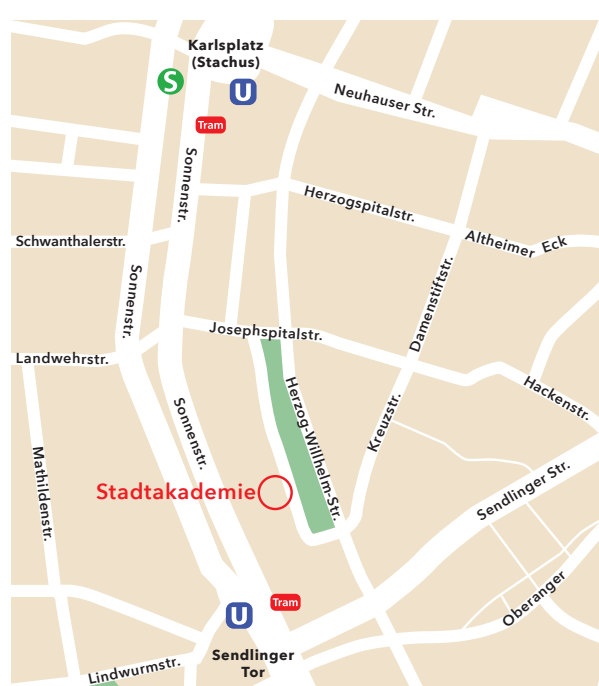 Karlsplatz
(Stachus)
S
U
Tram
Neuhauser Str.
Sonnenstr.
Herzogspitalstr.
Schwanthalerstr.
Altheimer Eck
Sonnenstr.
Damenstiftstr.
Josephspitalstr.
Landwehrstr.
Hackenstr.
Herzog-Willhelm-Str.
Kreuzstr.
Sonnenstr.
Mathildenstr.
Sendlinger Str.
Stadtakademie
Oberanger
Tram
U
Sendlinger
Tor
Lindwurmstr.